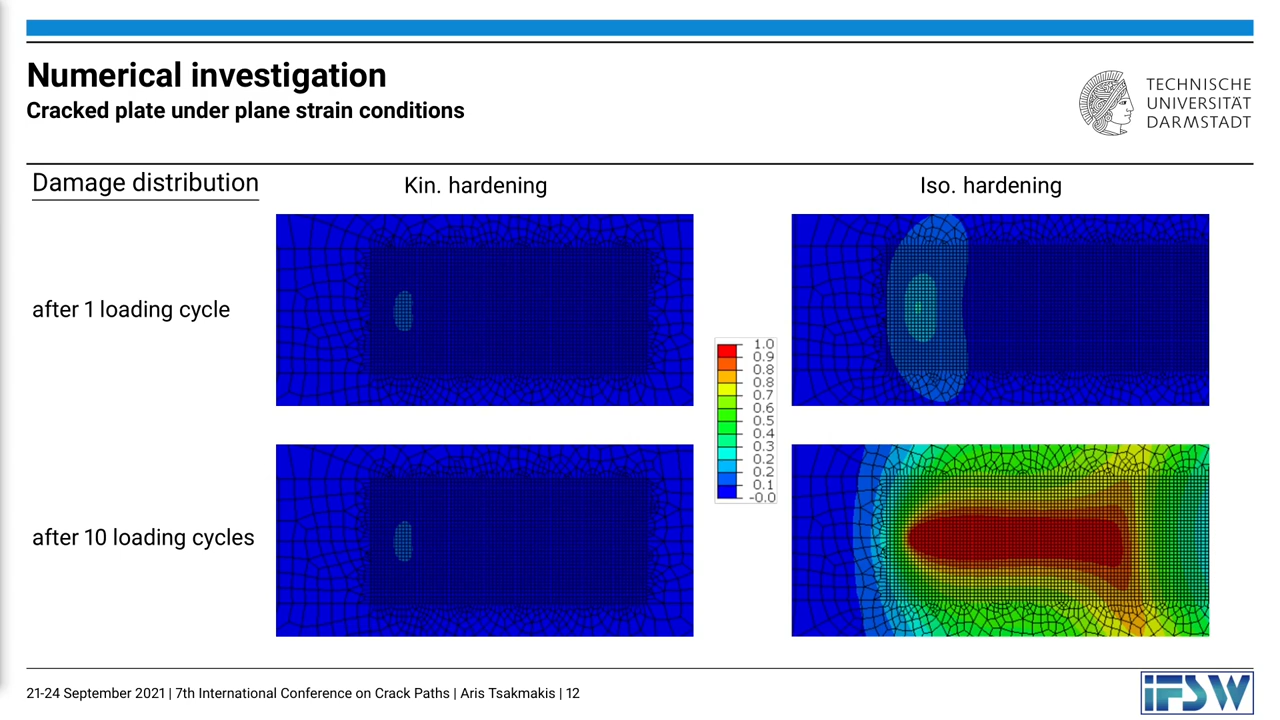 Numerical investigation
Cracked plate under plane strain conditions
TECHNISCHE
UNIVERSITÄT
DARMSTADT
Damage distribution
Kin. hardening
Iso. hardening
after 1 loading cycle
1.0
0.9
0.8
0.8
0.7
0.6
0.5
0.4
0.3
0.2
0.2
0.1
-0.0
after 10 loading cycles
21-24 September 2021 | 7th International Conference on Crack Paths | Aris Tsakmakis | 12
iFSW